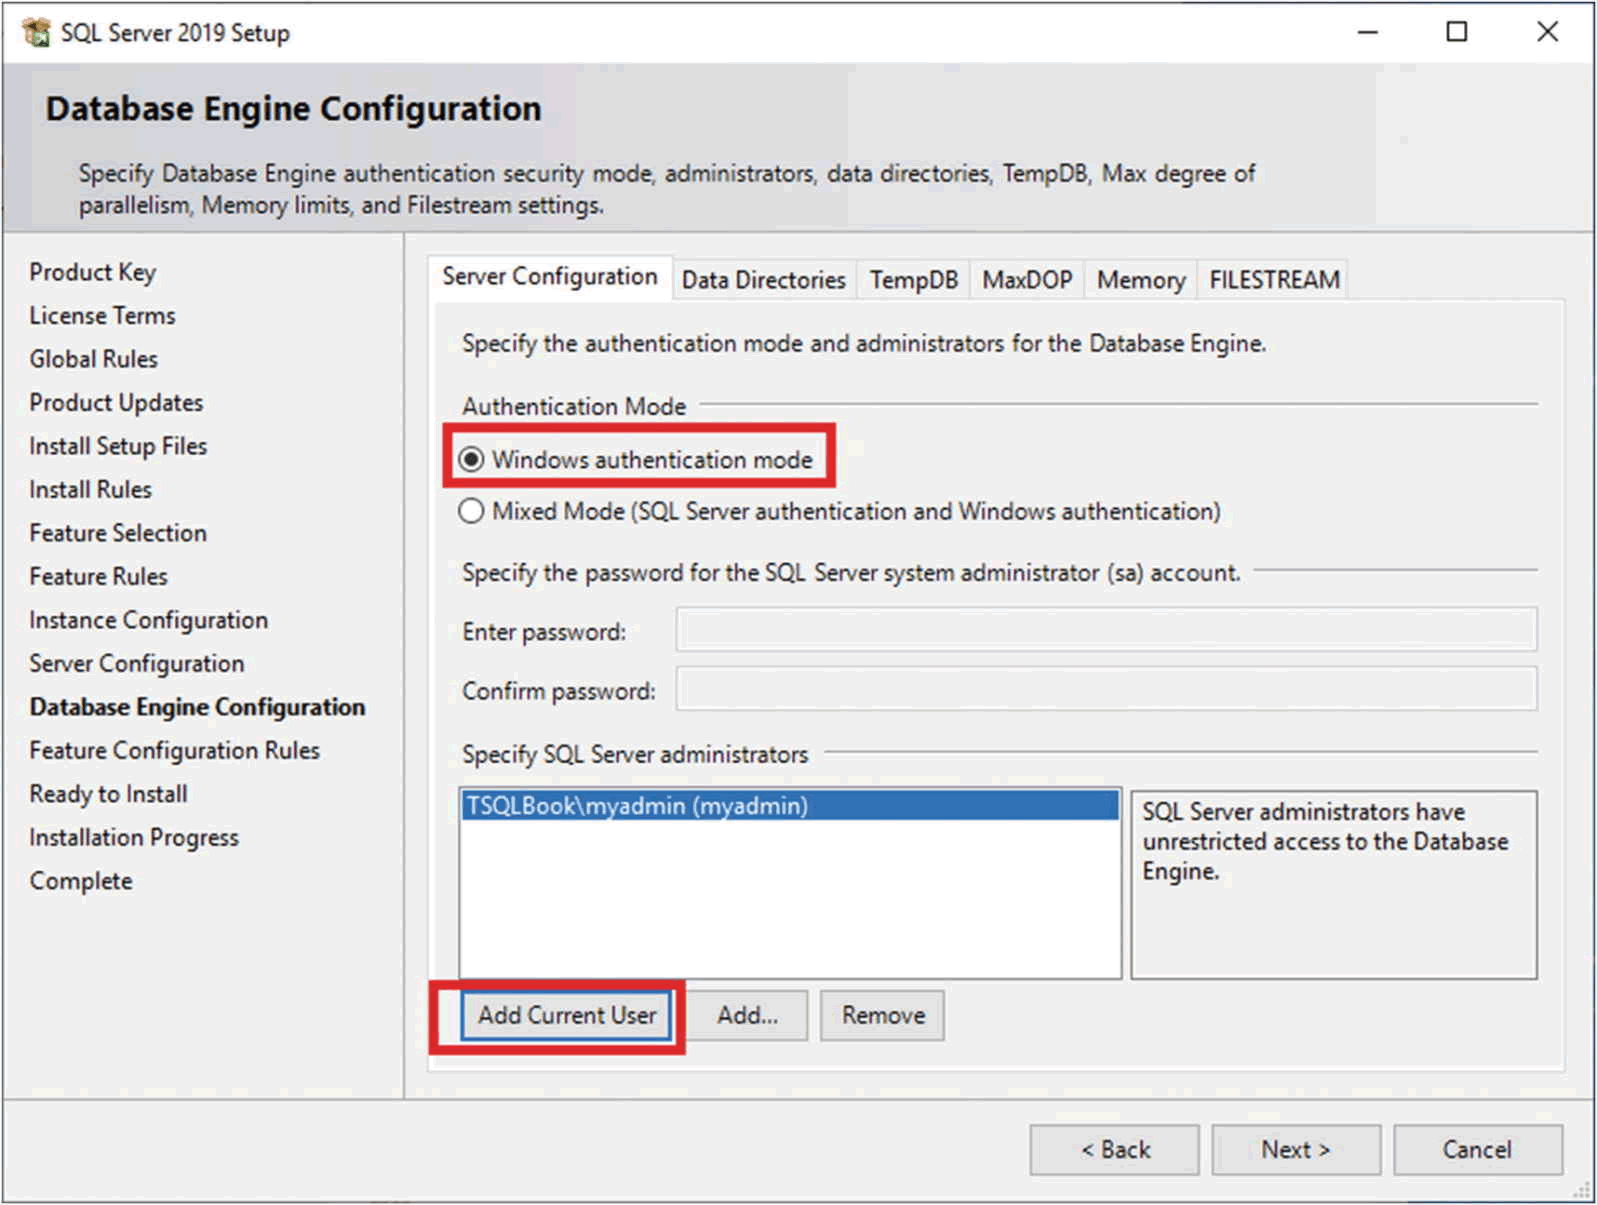 SQL Server 2019 Setup
Database Engine Configuration
Specify Database Engine authentication security mode, administrators, data directories, TempDB, Max degree of
parallelism, Memory limits, and Filestream settings.
Product Key
License Terms
Global Rules
Product Updates
Install Setup Files
Install Rules
Feature Selection
Feature Rules
Instance Configuration
Server Configuration
Database Engine Configuration
Feature Configuration Rules
Ready to Install
Installation Progress
Complete
Server Configuration Data Directories TempDB MaxDOP Memory FILESTREAM
Specify the authentication mode and administrators for the Database Engine.
Authentication Mode
Windows authentication mode
Mixed Mode (SQL Server authentication and Windows authentication)
Specify the password for the SQL Server system administrator (sa) account.
Enter password:
Confirm password:
Specify SQL Server administrators
TSQLBook\myadmin (myadmin)
SQL Server administrators have
unrestricted access to the Database
Engine.
Add Current User Add... Remove
< Back Next > Cancel